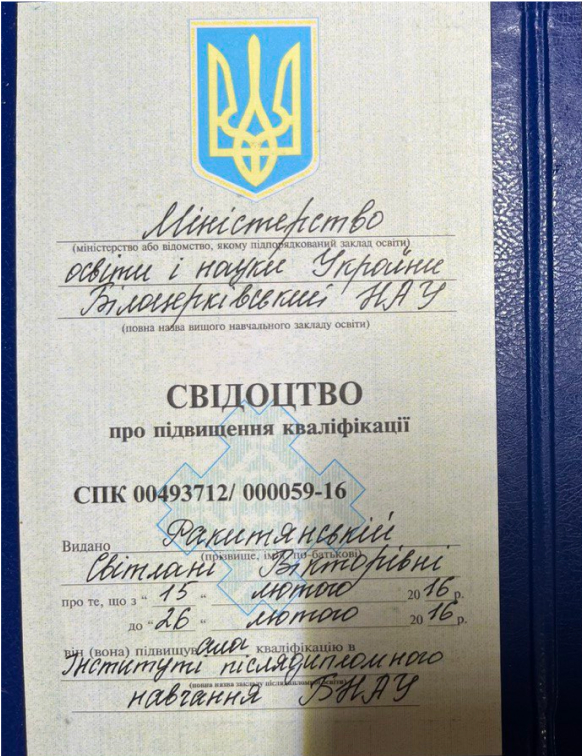 Міністерство
(міністерство або відомство, якому підпорядкований заклад освіти)
освіти і науки України
Білоцерківський НАУ
(повна назва вищого навчального закладу освіти)
СВІДОЦТВО
про підвищення кваліфікації
СПК 00493712/ 000059-16
Видано Ракитянській
(прізвище, ім'я, по-батькові)
Світлані Вікторівні
про те, що з “ 15 “ лютого 2016 р.
до “ 26 “ лютого 2016 р.
він (вона) підвищувала кваліфікацію в
Інституті післядипломного
(повна назва закладу післядипломної освіти)
навчання БНАУ